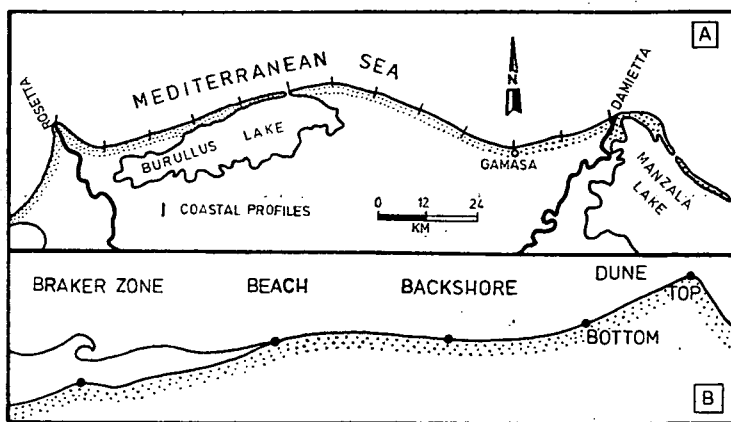 A
MEDITERRANEAN SEA
N
ROSETTA
DAMIETTA
BURULLUS LAKE
GAMASA
MANZALA
LAKE
COASTAL PROFILES
0 12 24
KM
BRAKER ZONE BEACH BACKSHORE DUNE
TOP
BOTTOM
B